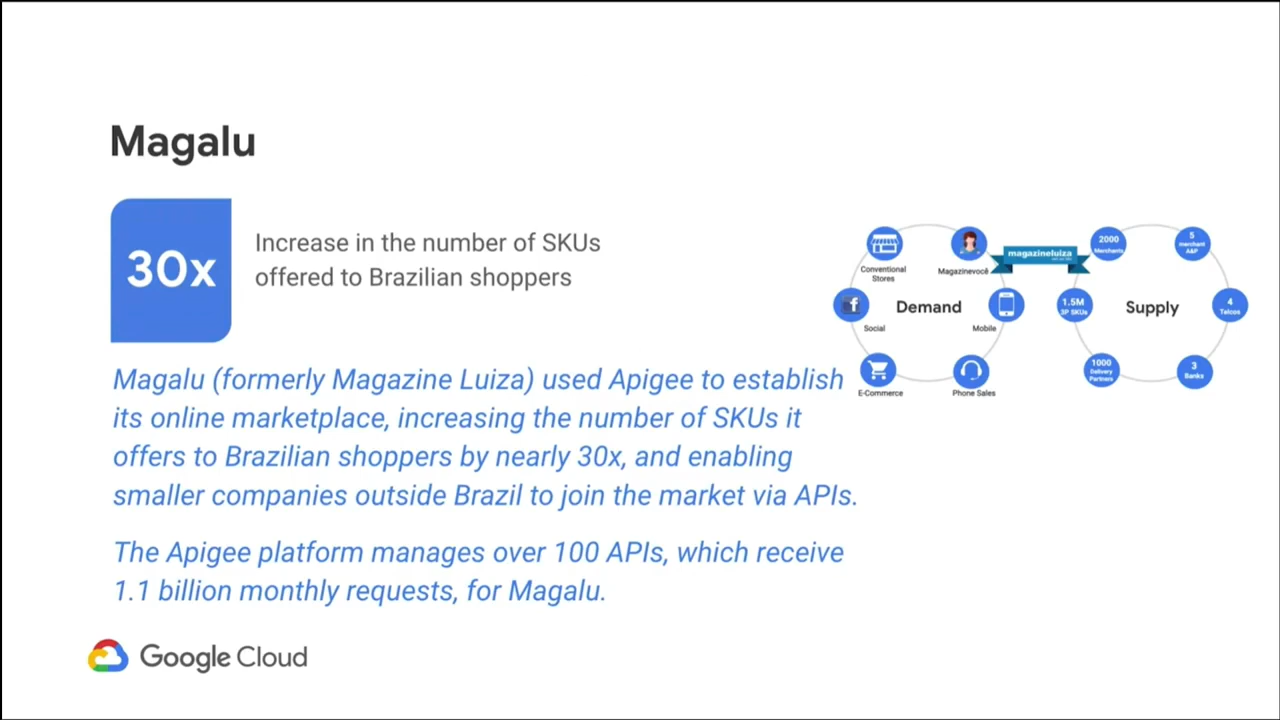 Magalu
30x
Increase in the number of SKUs
offered to Brazilian shoppers
Magalu (formerly Magazine Luiza) used Apigee to establish
its online marketplace, increasing the number of SKUs it
offers to Brazilian shoppers by nearly 30x, and enabling
smaller companies outside Brazil to join the market via APIs.
The Apigee platform manages over 100 APIs, which receive
1.1 billion monthly requests, for Magalu.
Conventional
Stores
Magazinevocê
f
Social
Demand
Mobile
E-Commerce
Phone Sales
magazineluiza
2000
Merchants
5
merchant
A&P
1.5M
3P SKUs
Supply
4
Telcos
1000
Delivery
Partners
3
Banks
Google Cloud